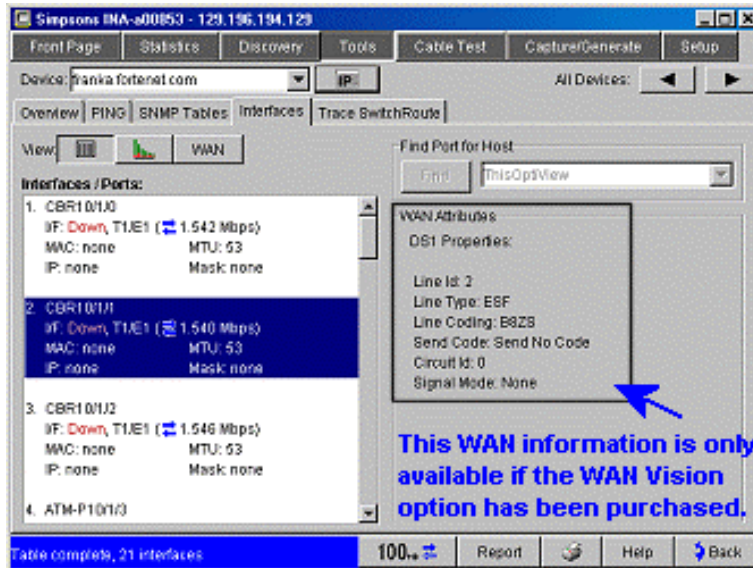 Simpsons INA-a00853 - 129.196.194.129
Front Page Statistics Discovery Tools Cable Test Capture/Generate Setup
Device: franka.fortenet.com IP All Devices:
Overview PING SNMP Tables Interfaces Trace SwitchRoute
View: WAN
Find Port for Host
Find ThisOptiView
Interfaces / Ports:
1. CBR10/1/0
I/F: Down, T1/E1 ( 1.542 Mbps)
MAC: none MTU: 53
IP: none Mask: none
2. CBR10/1/1
I/F: Down, T1/E1 ( 1.540 Mbps)
MAC: none MTU: 53
IP: none Mask: none
3. CBR10/1/2
I/F: Down, T1/E1 ( 1.546 Mbps)
MAC: none MTU: 53
IP: none Mask: none
4. ATM-P10/1/3
WAN Attributes
DS1 Properties:
Line Id: 2
Line Type: ESF
Line Coding: B8ZS
Send Code: Send No Code
Circuit Id: 0
Signal Mode: None
This WAN information is only
available if the WAN Vision
option has been purchased.
Table complete, 21 interfaces 100 Report Help Back